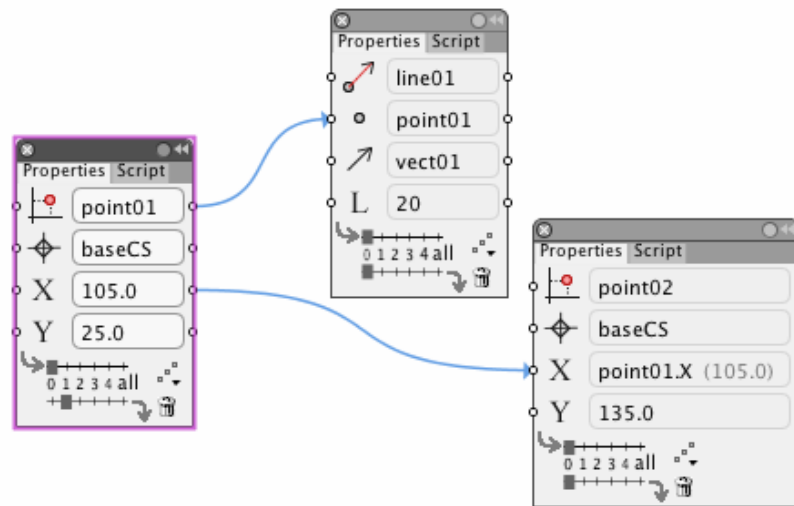 Properties Script
line01
point01
vect01
L 20
0 1 2 3 4 all
Properties Script
point01
baseCS
X 105.0
Y 25.0
0 1 2 3 4 all
Properties Script
point02
baseCS
X point01.X (105.0)
Y 135.0
0 1 2 3 4 all